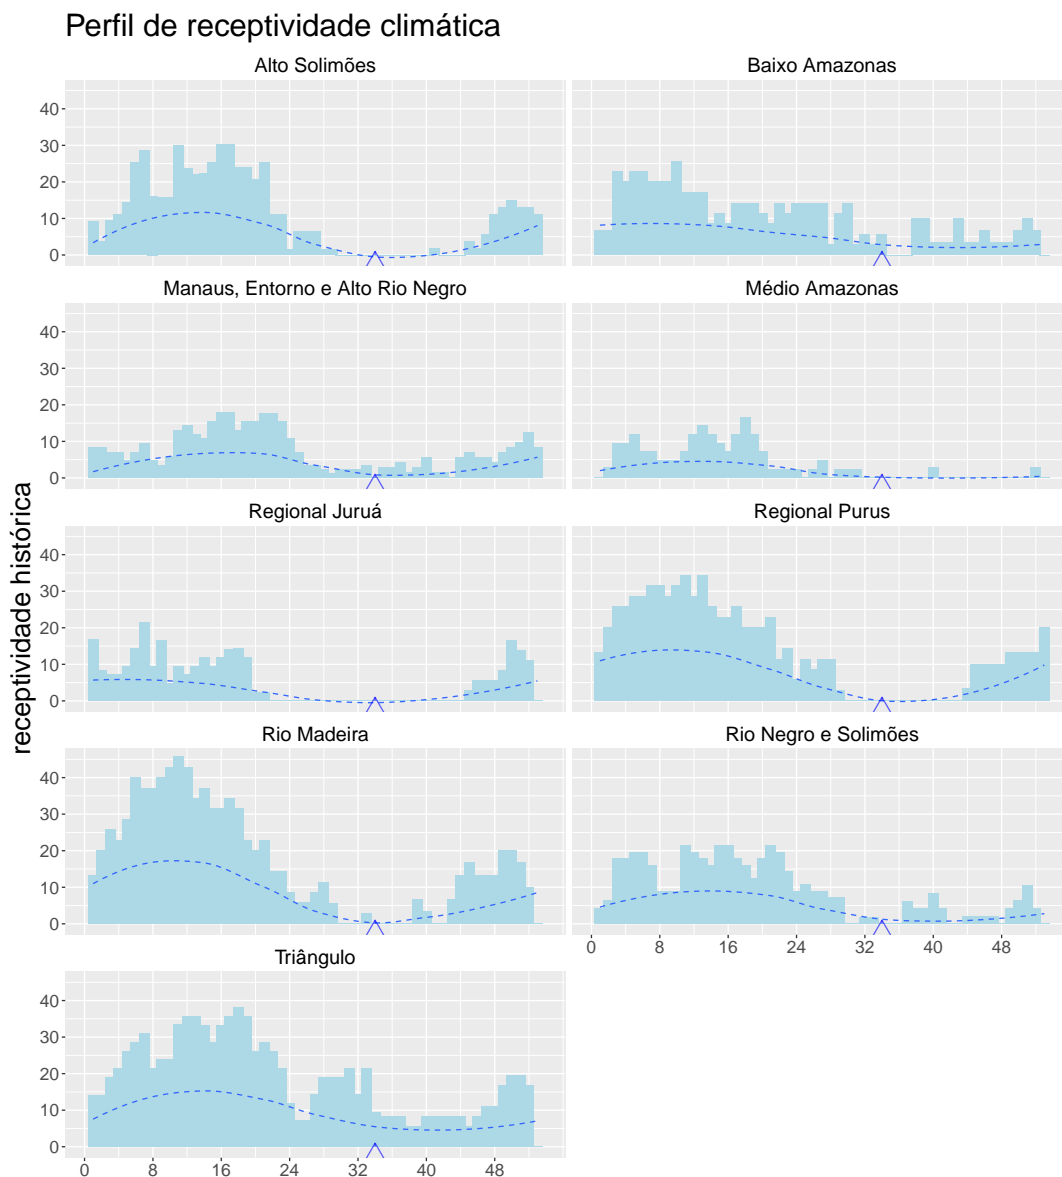 Perfil de receptividade climática
Alto Solimões
Baixo Amazonas
40
30
20
10
0
Manaus, Entorno e Alto Rio Negro
Médio Amazonas
40
30
20
10
0
Regional Juruá
Regional Purus
40
30
20
10
0
receptividade histórica
Rio Madeira
Rio Negro e Solimões
40
30
20
10
0
0 8 16 24 32 40 48
Triângulo
40
30
20
10
0
0 8 16 24 32 40 48